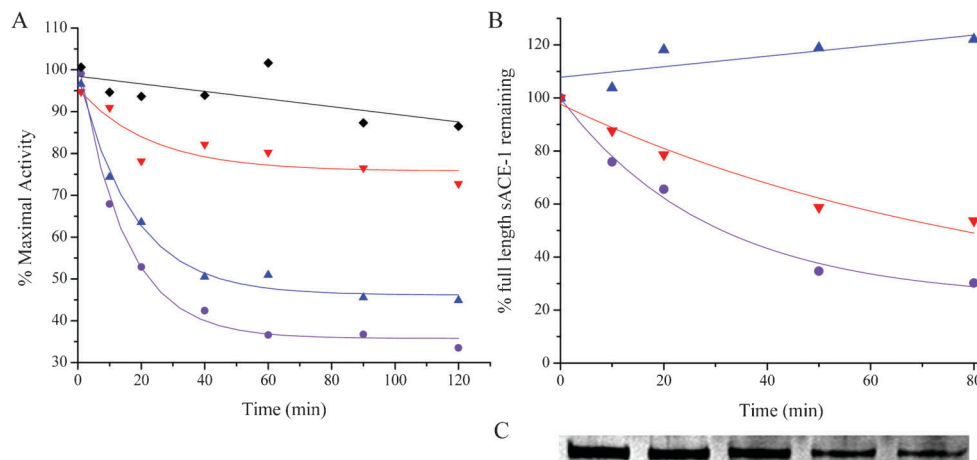 A
110
100
90
80
70
60
50
40
30
% Maximal Activity
0 20 40 60 80 100 120
Time (min)
B
120
100
80
60
40
20
0
% full length sACE-1 remaining
0 20 40 60 80
Time (min)
C